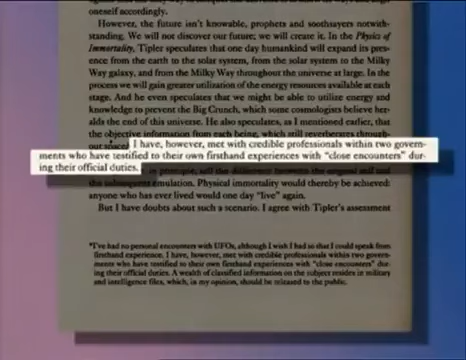 oneself accordingly.
However, the future isn't knowable, prophets and soothsayers notwith-
standing. We will not discover our future; we will create it. In the Physics of
Immortality, Tipler speculates that one day humankind will expand its pres-
ence from the earth to the solar system, from the solar system to the Milky
Way galaxy, and from the Milky Way throughout the universe at large. In the
process we will gain greater utilization of the energy resources available at each
stage. And he even speculates that we might be able to utilize energy and
knowledge to prevent the Big Crunch, which some cosmologists believe her-
alds the end of this universe. He also speculates, as I mentioned earlier, that
the objective information from each being, which still reverberates through-
out space
I have, however, met with credible professionals within two govern-
ments who have testified to their own firsthand experiences with "close encounters" dur-
ing their official duties.
in principle, tell the difference between the original and
the subsequent emulation. Physical immortality would thereby be achieved:
anyone who has ever lived would one day "live" again.
But I have doubts about such a scenario. I agree with Tipler's assessment
*I've had no personal encounters with UFOs, although I wish I had so that I could speak from
firsthand experience. I have, however, met with credible professionals within two govern-
ments who have testified to their own firsthand experiences with "close encounters" dur-
ing their official duties. A wealth of classified information on the subject resides in military
and intelligence files, which, in my opinion, should be released to the public.